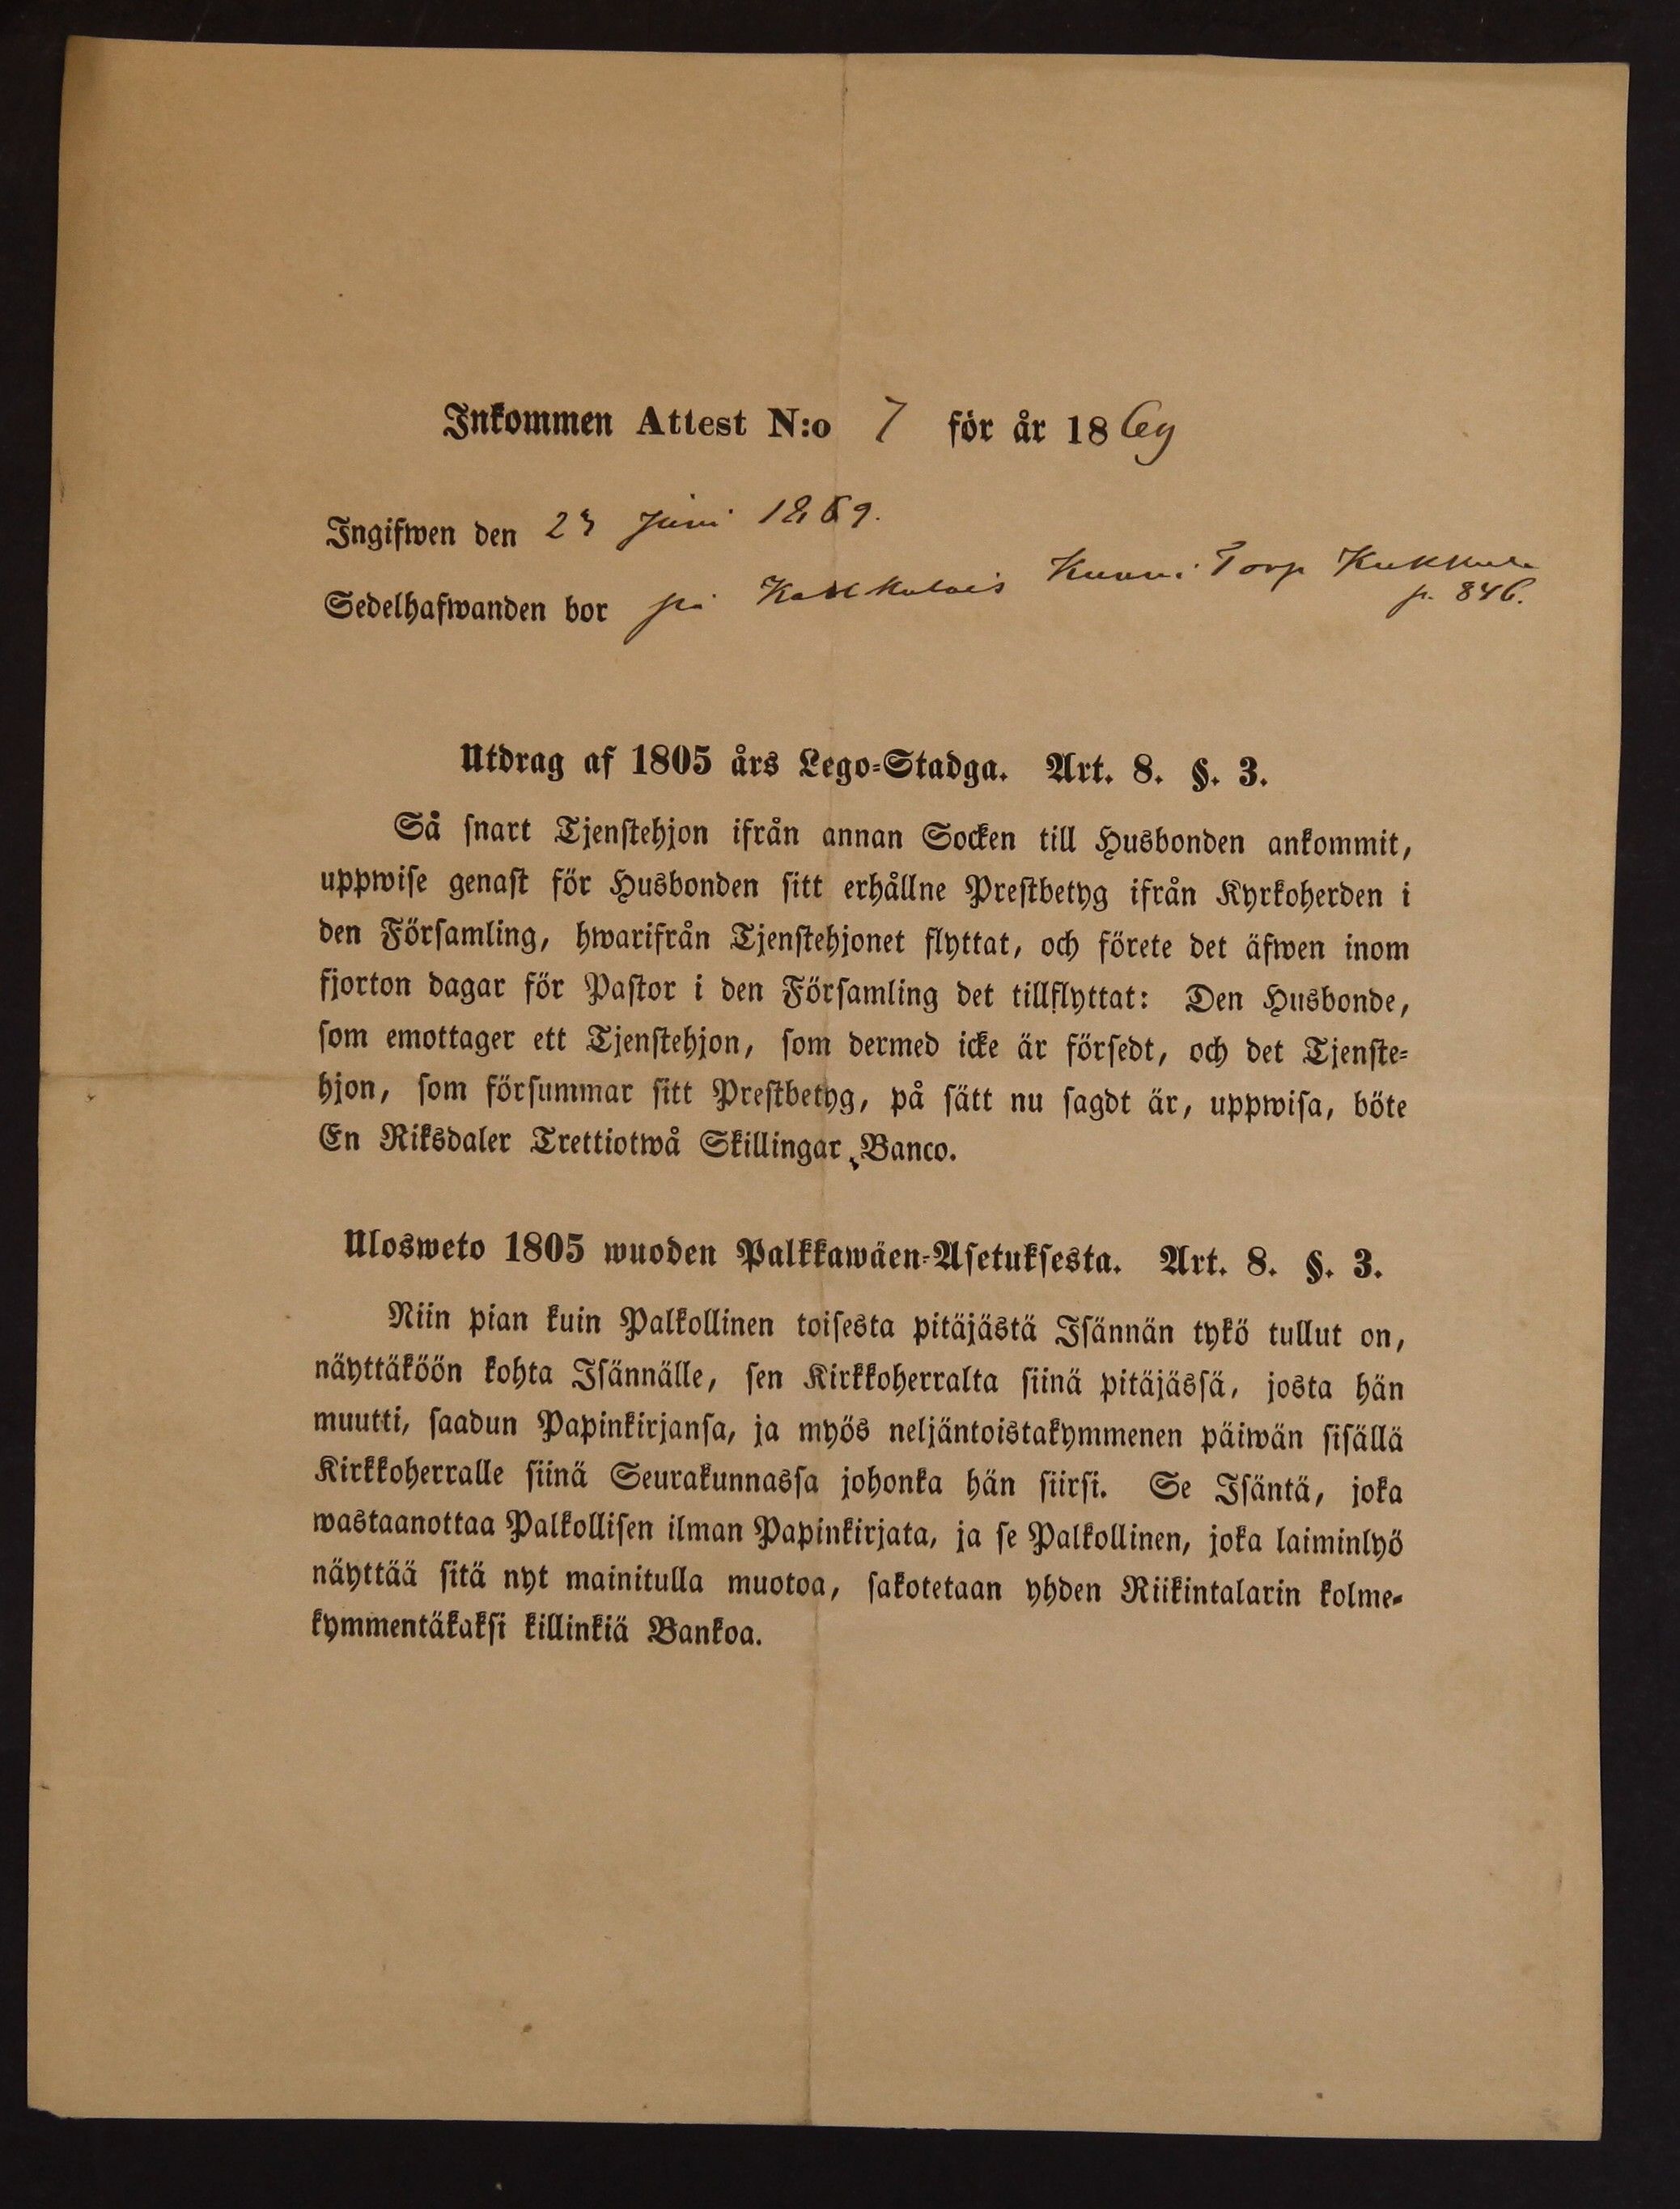 Inkommen Attest N:o 7 för år 1869
Ingifwen den 23 Juni 1869.
Sedelhafwanden bor på Kunni Torp Kukkula
p. 846.
Utdrag af 1805 års Lego-Stadga. Art. 8. §. 3.
Så snart Tjenstehjon ifrån annan Socken till Husbonden ankommit,
uppwise genast för Husbonden sitt erhållne Prestbetyg ifrån Kyrkoherden i
den Församling, hwarifrån Tjenstehjonet flyttat, och förete det äfwen inom
fjorton dagar för Pastor i den Församling det tillflyttat: Den Husbonde,
som emottager ett Tjenstehjon, som dermed icke är försedt, och det Tjenste-
hjon, som försummar sitt Prestbetyg, på sätt nu sagdt är, uppwisa, böte
En Riksdaler Trettiotwå Skillingar Banco.
Ulosweto 1805 wuoden Palkkawäen-Asetuksesta. Art. 8. §. 3.
Niin pian kuin Palkollinen toisesta pitäjästä Isännän tykö tullut on,
näyttäköön kohta Isännälle, sen Kirkkoherralta siinä pitäjässä, josta hän
muutti, saadun Papinkirjansa, ja myös neljäntoistakymmenen päiwän sisällä
Kirkkoherralle siinä Seurakunnassa johonka hän siirsi. Se Isäntä, joka
wastaanottaa Palkollisen ilman Papinkirjata, ja se Palkollinen, joka laiminlyö
näyttää sitä nyt mainitulla muotoa, sakotetaan yhden Riikintalarin kolme-
kymmentäkaksi killinkiä Bankoa.